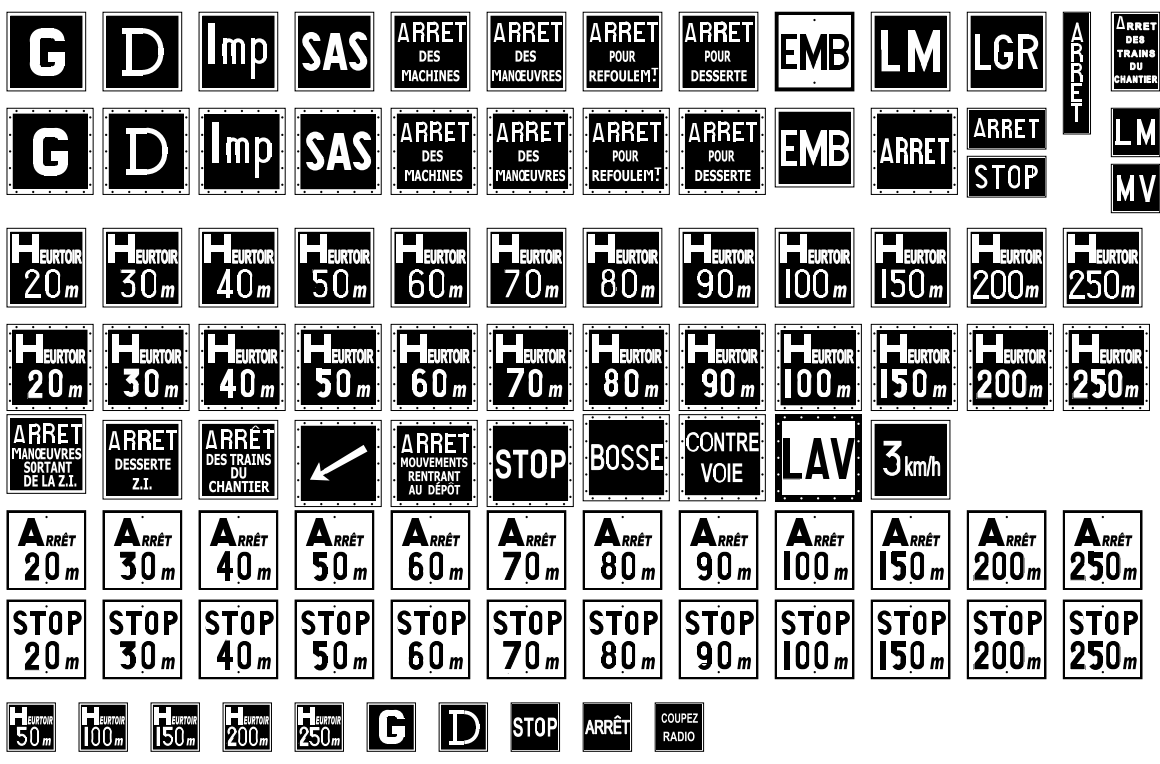 G
D
Imp
SAS
ARRET
DES
MACHINES
ARRET
DES
MANŒUVRES
ARRET
POUR
REFOULEMT
ARRET
POUR
DESSERTE
EMB
LM
LGR
ARRET
ARRET
DES
TRAINS
DU
CHANTIER
G
D
Imp
SAS
ARRET
DES
MACHINES
ARRET
DES
MANŒUVRES
ARRET
POUR
REFOULEMT
ARRET
POUR
DESSERTE
EMB
ARRET
ARRET
STOP
LM
MV
HEURTOIR
20m
HEURTOIR
30m
HEURTOIR
40m
HEURTOIR
50m
HEURTOIR
60m
HEURTOIR
70m
HEURTOIR
80m
HEURTOIR
90m
HEURTOIR
100m
HEURTOIR
150m
HEURTOIR
200m
HEURTOIR
250m
HEURTOIR
20m
HEURTOIR
30m
HEURTOIR
40m
HEURTOIR
50m
HEURTOIR
60m
HEURTOIR
70m
HEURTOIR
80m
HEURTOIR
90m
HEURTOIR
100m
HEURTOIR
150m
HEURTOIR
200m
HEURTOIR
250m
ARRET
MANŒUVRES
SORTANT
DE LA Z.I.
ARRET
DESSERTE
Z.I.
ARRÊT
DES TRAINS
DU
CHANTIER
ARRET
MOUVEMENTS
RENTRANT
AU DÉPÔT
STOP
BOSSE
CONTRE
VOIE
LAV
3km/h
ARRÊT
20m
ARRÊT
30m
ARRÊT
40m
ARRÊT
50m
ARRÊT
60m
ARRÊT
70m
ARRÊT
80m
ARRÊT
90m
ARRÊT
100m
ARRÊT
150m
ARRÊT
200m
ARRÊT
250m
STOP
20m
STOP
30m
STOP
40m
STOP
50m
STOP
60m
STOP
70m
STOP
80m
STOP
90m
STOP
100m
STOP
150m
STOP
200m
STOP
250m
HEURTOIR
50m
HEURTOIR
100m
HEURTOIR
150m
HEURTOIR
200m
HEURTOIR
250m
G
D
STOP
ARRÊT
COUPEZ
RADIO